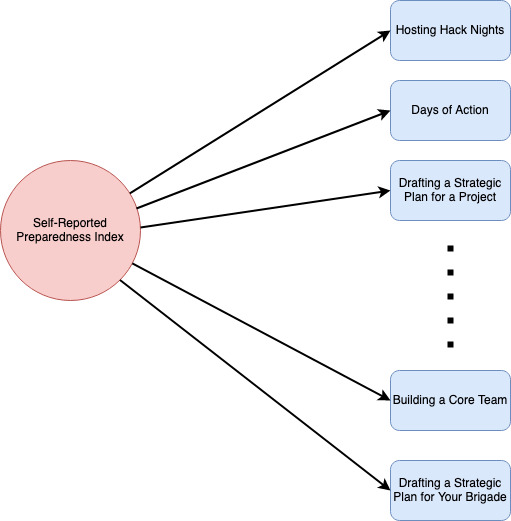 Hosting Hack Nights
Days of Action
Drafting a Strategic
Plan for a Project
Self-Reported
Preparedness Index
Building a Core Team
Drafting a Strategic
Plan for Your Brigade